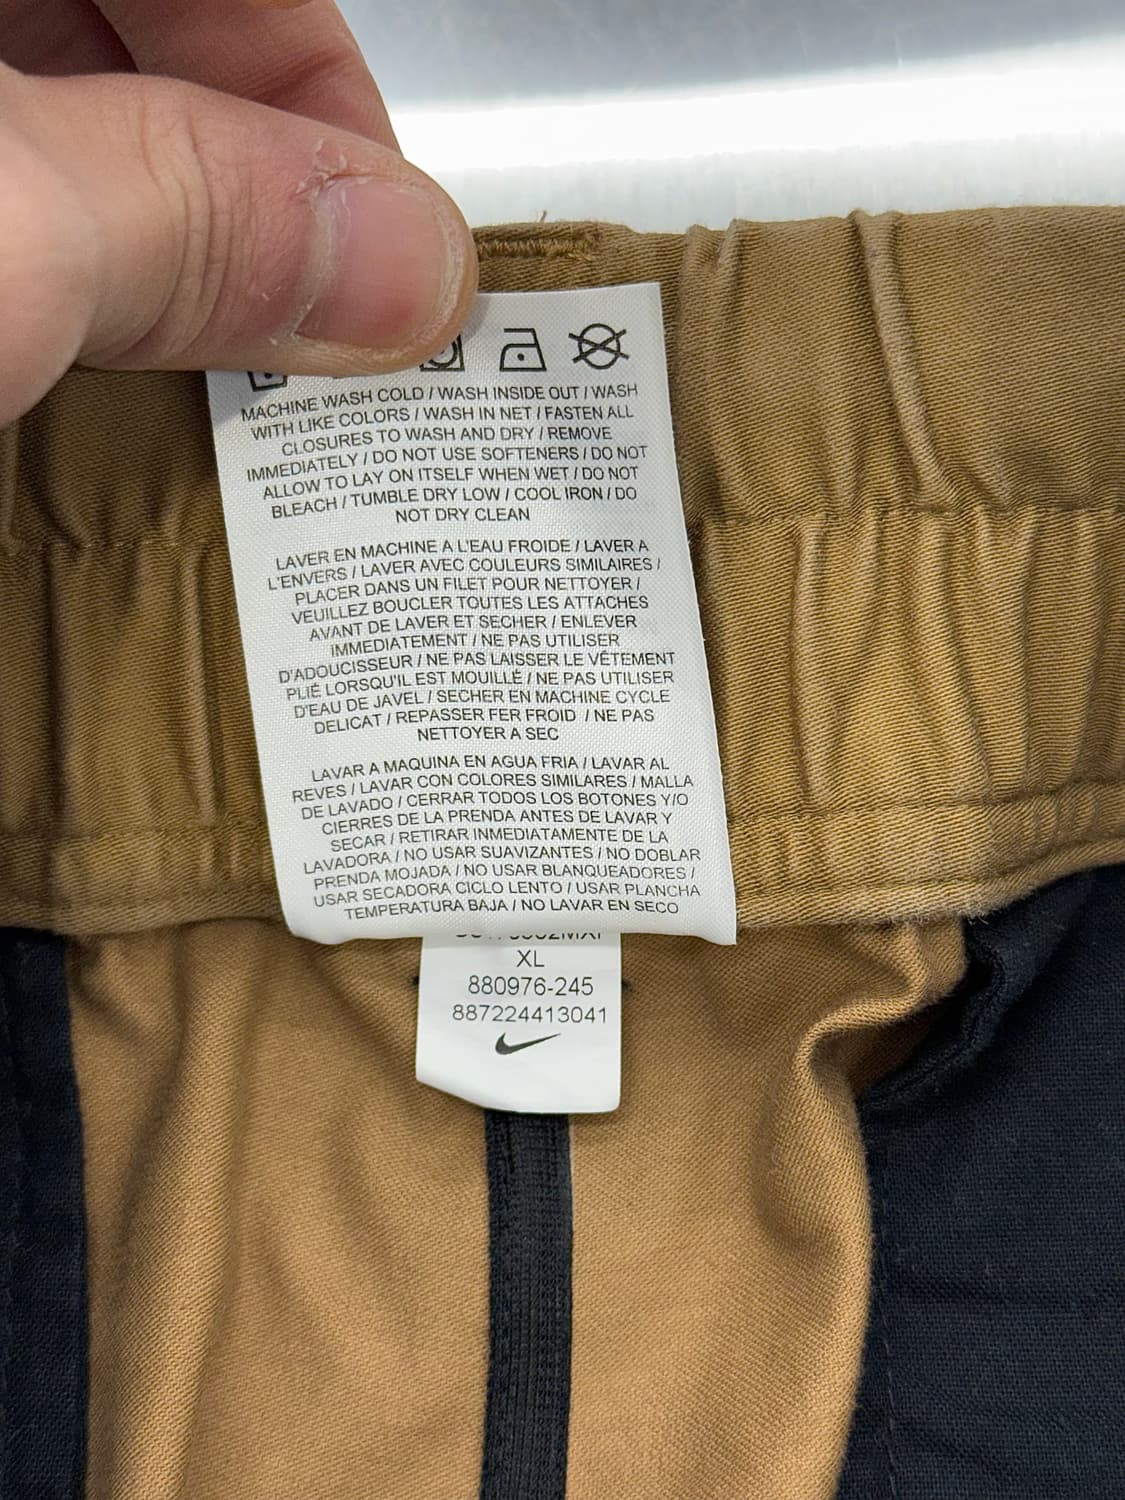 MACHINE WASH COLD / WASH INSIDE OUT / WASH
WITH LIKE COLORS / WASH IN NET / FASTEN ALL
CLOSURES TO WASH AND DRY / REMOVE
IMMEDIATELY / DO NOT USE SOFTENERS / DO NOT
ALLOW TO LAY ON ITSELF WHEN WET / DO NOT
BLEACH / TUMBLE DRY LOW / COOL IRON / DO
NOT DRY CLEAN
LAVER EN MACHINE A L'EAU FROIDE / LAVER A
L'ENVERS / LAVER AVEC COULEURS SIMILAIRES /
PLACER DANS UN FILET POUR NETTOYER /
VEUILLEZ BOUCLER TOUTES LES ATTACHES
AVANT DE LAVER ET SECHER / ENLEVER
IMMEDIATEMENT / NE PAS UTILISER
D'ADOUCISSEUR / NE PAS LAISSER LE VÊTEMENT
PLIÉ LORSQU'IL EST MOUILLÉ / NE PAS UTILISER
D'EAU DE JAVEL / SECHER EN MACHINE CYCLE
DELICAT / REPASSER FER FROID / NE PAS
NETTOYER A SEC
LAVAR A MAQUINA EN AGUA FRIA / LAVAR AL
REVES / LAVAR CON COLORES SIMILARES / MALLA
DE LAVADO / CERRAR TODOS LOS BOTONES Y/O
CIERRES DE LA PRENDA ANTES DE LAVAR Y
SECAR / RETIRAR INMEDIATAMENTE DE LA
LAVADORA / NO USAR SUAVIZANTES / NO DOBLAR
PRENDA MOJADA / NO USAR BLANQUEADORES /
USAR SECADORA CICLO LENTO / USAR PLANCHA
TEMPERATURA BAJA / NO LAVAR EN SECO
XL
880976-245
887224413041